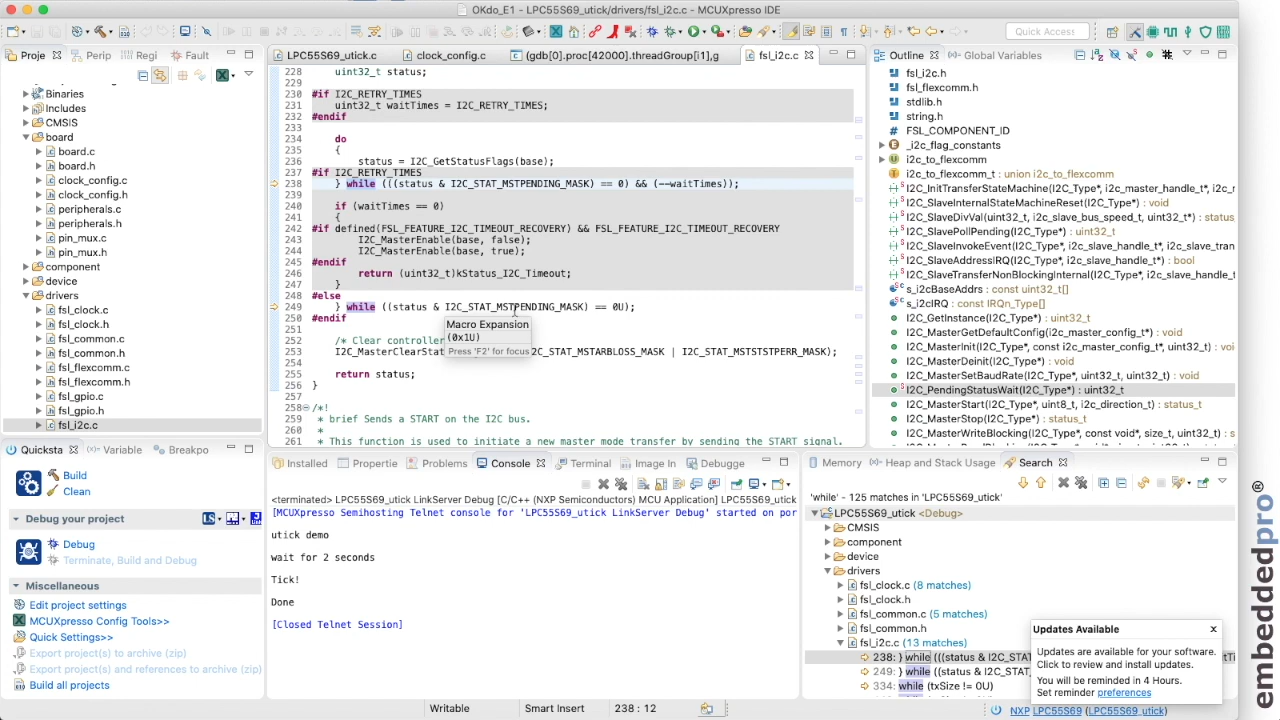 OKdo_E1 - LPC55S69_utick/drivers/fsl_i2c.c - MCUXpresso IDE
Quick Access
Proje
Perip
Regi
Fault
Binaries
Includes
CMSIS
board
board.c
board.h
clock_config.c
clock_config.h
peripherals.c
peripherals.h
pin_mux.c
pin_mux.h
component
device
drivers
fsl_clock.c
fsl_clock.h
fsl_common.c
fsl_common.h
fsl_flexcomm.c
fsl_flexcomm.h
fsl_gpio.c
fsl_gpio.h
fsl_i2c.c
LPC55S69_utick.c
clock_config.c
(gdb[0].proc[42000].threadGroup[i1],g
fsl_i2c.c
228 uint32_t status;
229
230 #if I2C_RETRY_TIMES
231 uint32_t waitTimes = I2C_RETRY_TIMES;
232 #endif
233
234 do
235 {
236 status = I2C_GetStatusFlags(base);
237 #if I2C_RETRY_TIMES
238 } while (((status & I2C_STAT_MSTPENDING_MASK) == 0) && (--waitTimes));
239
240 if (waitTimes == 0)
241 {
242 #if defined(FSL_FEATURE_I2C_TIMEOUT_RECOVERY) && FSL_FEATURE_I2C_TIMEOUT_RECOVERY
243 I2C_MasterEnable(base, false);
244 I2C_MasterEnable(base, true);
245 #endif
246 return (uint32_t)kStatus_I2C_Timeout;
247 }
248 #else
249 } while ((status & I2C_STAT_MSTPENDING_MASK) == 0U);
250 #endif
251
252 /* Clear controller
253 I2C_MasterClearStat
C_STAT_MSTARBLOSS_MASK | I2C_STAT_MSTSTSTPERR_MASK);
254
255 return status;
256 }
257
258 /*!
259 * brief Sends a START on the I2C bus.
260 *
261 * This function is used to initiate a new master mode transfer by sending the START signal.
Macro Expansion
(0x1U)
Press 'F2' for focus
Outline
Global Variables
fsl_i2c.h
fsl_flexcomm.h
stdlib.h
string.h
FSL_COMPONENT_ID
_i2c_flag_constants
i2c_to_flexcomm
i2c_to_flexcomm_t : union i2c_to_flexcomm
I2C_InitTransferStateMachine(I2C_Type*, i2c_master_handle_t*, i2c
I2C_SlaveInternalStateMachineReset(I2C_Type*) : void
I2C_SlaveDivVal(uint32_t, i2c_slave_bus_speed_t, uint32_t*) : status
I2C_SlavePollPending(I2C_Type*) : uint32_t
I2C_SlaveInvokeEvent(I2C_Type*, i2c_slave_handle_t*, i2c_slave_tran
I2C_SlaveAddressIRQ(I2C_Type*, i2c_slave_handle_t*) : bool
I2C_SlaveTransferNonBlockingInternal(I2C_Type*, i2c_slave_handle_t
s_i2cBaseAddrs : const uint32_t[]
s_i2cIRQ : const IRQn_Type[]
I2C_GetInstance(I2C_Type*) : uint32_t
I2C_MasterGetDefaultConfig(i2c_master_config_t*) : void
I2C_MasterInit(I2C_Type*, const i2c_master_config_t*, uint32_t) : void
I2C_MasterDeinit(I2C_Type*) : void
I2C_MasterSetBaudRate(I2C_Type*, uint32_t, uint32_t) : void
I2C_PendingStatusWait(I2C_Type*) : uint32_t
I2C_MasterStart(I2C_Type*, uint8_t, i2c_direction_t) : status_t
I2C_MasterStop(I2C_Type*) : status_t
I2C_MasterWriteBlocking(I2C_Type*, const void*, size_t, uint32_t) : s
Quicksta
Variable
Breakpo
Build
Clean
Debug your project
Debug
Terminate, Build and Debug
Miscellaneous
Edit project settings
MCUXpresso Config Tools>>
Quick Settings>>
Export project(s) to archive (zip)
Export project(s) and references to archive (zip)
Build all projects
Installed
Propertie
Problems
Console
Terminal
Image In
Debugge
<terminated> LPC55S69_utick LinkServer Debug [C/C++ (NXP Semiconductors) MCU Application] LPC55S69_utick
[MCUXpresso Semihosting Telnet console for 'LPC55S69_utick LinkServer Debug' started on por
utick demo
wait for 2 seconds
Tick!
Done
[Closed Telnet Session]
Memory
Heap and Stack Usage
Search
'while' - 125 matches in 'LPC55S69_utick'
LPC55S69_utick <Debug>
CMSIS
component
device
drivers
fsl_clock.c (8 matches)
fsl_clock.h
fsl_common.c (5 matches)
fsl_common.h
fsl_i2c.c (13 matches)
238: } while (((status & I2C_STA
249: } while ((status & I2C_STAT
334: while (txSize != 0U)
Updates Available
x
Updates are available for your software.
Click to review and install updates.
You will be reminded in 4 Hours.
Set reminder preferences
Writable
Smart Insert
238 : 12
NXP LPC55S69 (LPC55S69_utick)
embeddedpro®